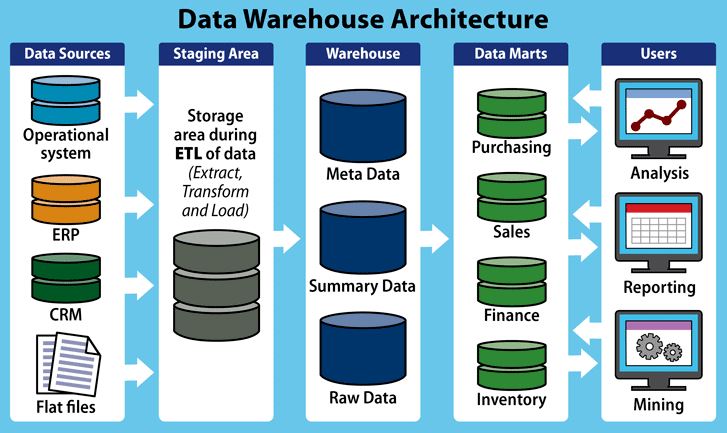 Data Warehouse Architecture
Data Sources
Operational
system
ERP
CRM
Flat files
Staging Area
Storage
area during
ETL of data
(Extract,
Transform
and Load)
Warehouse
Meta Data
Summary Data
Raw Data
Data Marts
Purchasing
Sales
Finance
Inventory
Users
Analysis
Reporting
Mining